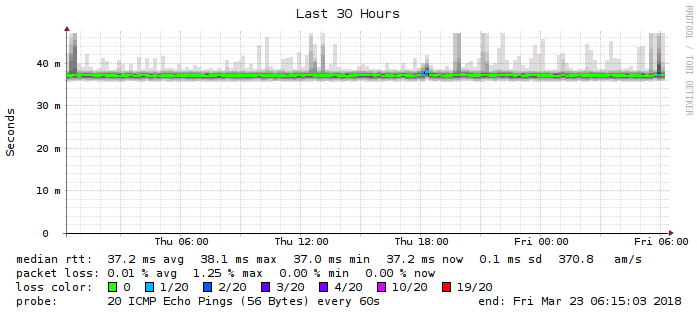 Last 30 Hours
RRDTOOL / TOBI OETIKER
Seconds
40 m
30 m
20 m
10 m
0
Thu 06:00 Thu 12:00 Thu 18:00 Fri 00:00 Fri 06:00
median rtt: 37.2 ms avg 38.1 ms max 37.0 ms min 37.2 ms now 0.1 ms sd 370.8 am/s
packet loss: 0.01 % avg 1.25 % max 0.00 % min 0.00 % now
loss color: 0 1/20 2/20 3/20 4/20 10/20 19/20
probe: 20 ICMP Echo Pings (56 Bytes) every 60s end: Fri Mar 23 06:15:03 2018